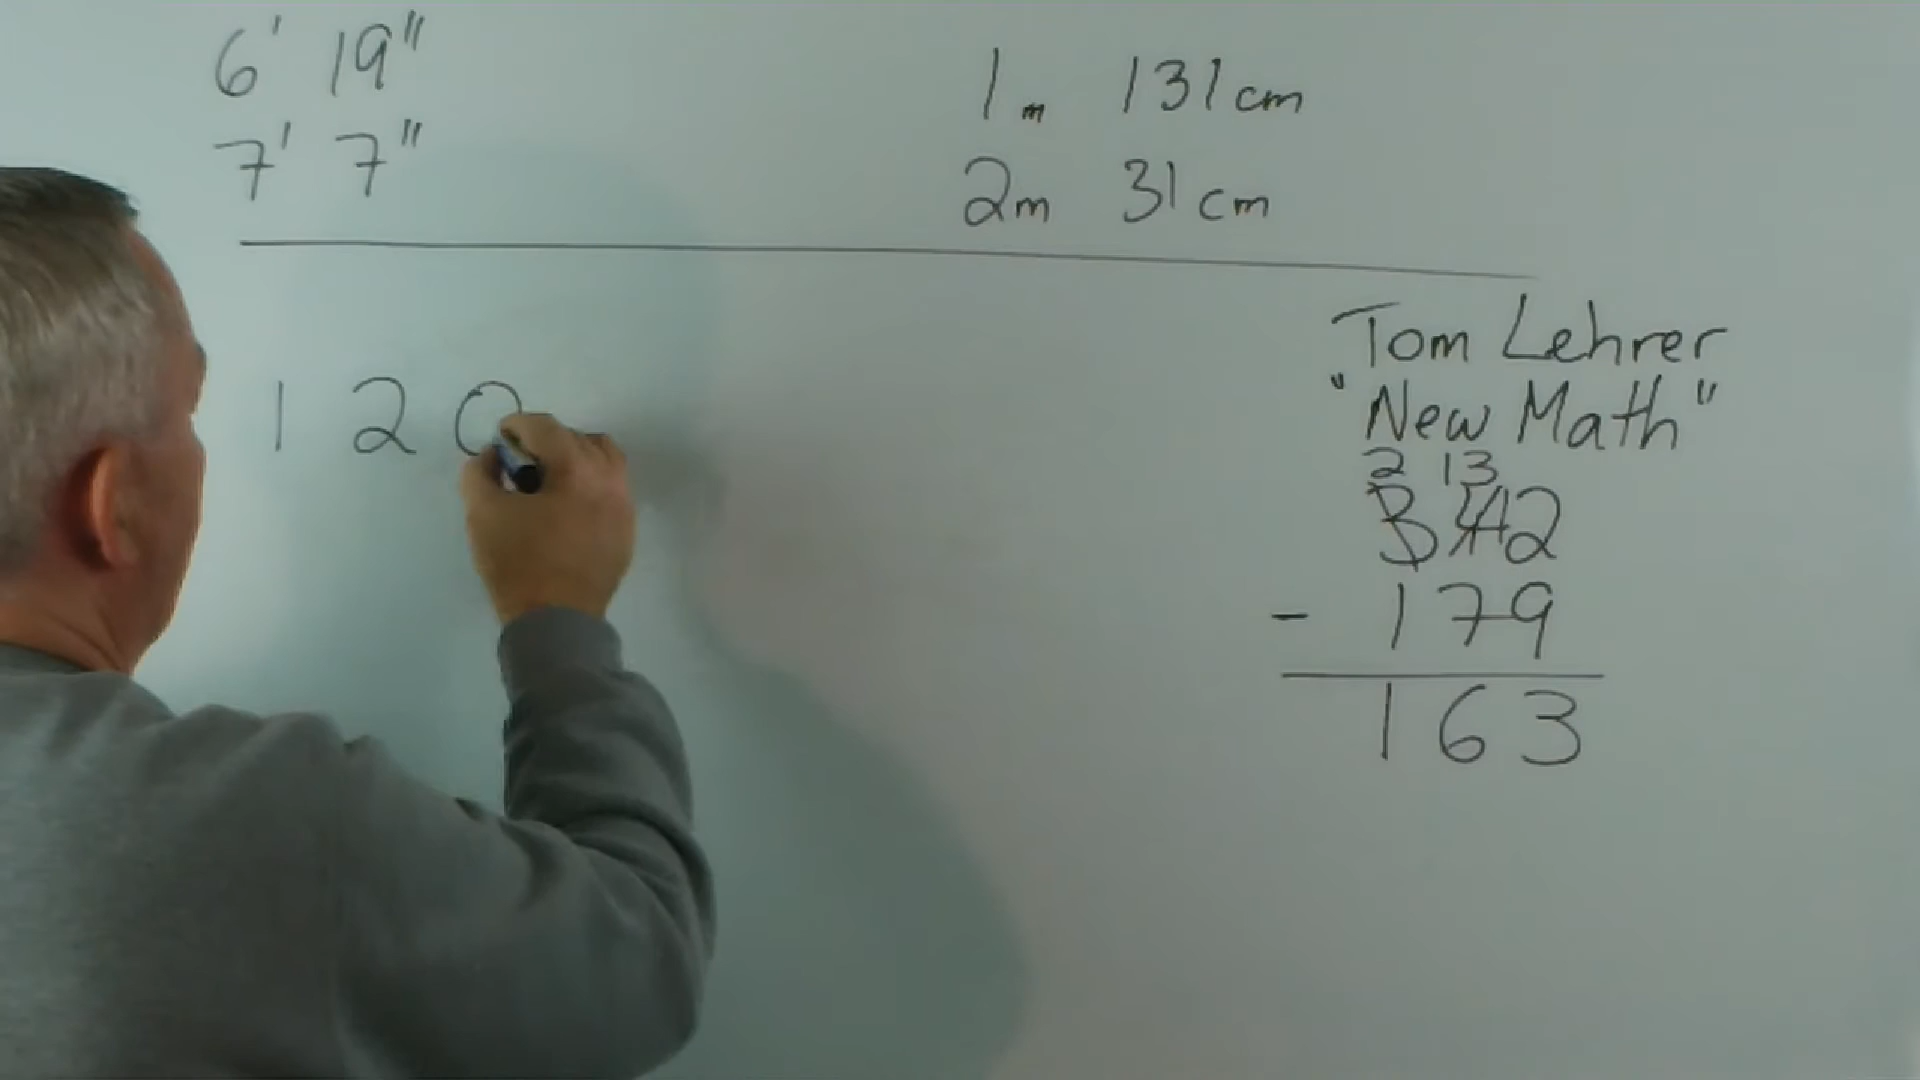 6' 19"
7' 7"
1m 131cm
2m 31cm
120
Tom Lehrer
"New Math"
2 13
342
- 179
163